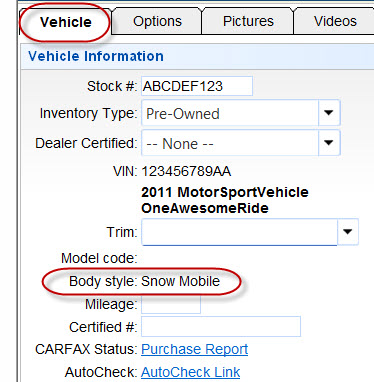 Vehicle Options Pictures Videos
Vehicle Information
Stock #: ABCDEF123
Inventory Type: Pre-Owned
Dealer Certified: -- None --
VIN: 123456789AA
2011 MotorSportVehicle
OneAwesomeRide
Trim:
Model code:
Body style: Snow Mobile
Mileage:
Certified #:
CARFAX Status: Purchase Report
AutoCheck: AutoCheck Link